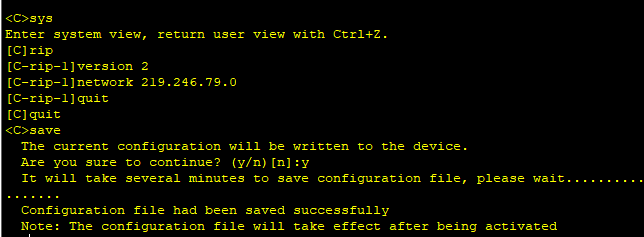 <C>sys
Enter system view, return user view with Ctrl+Z.
[C]rip
[C-rip-1]version 2
[C-rip-1]network 219.246.79.0
[C-rip-1]quit
[C]quit
<C>save
  The current configuration will be written to the device.
  Are you sure to continue? (y/n)[n]:y
  It will take several minutes to save configuration file, please wait..........
.......
  Configuration file had been saved successfully
  Note: The configuration file will take effect after being activated